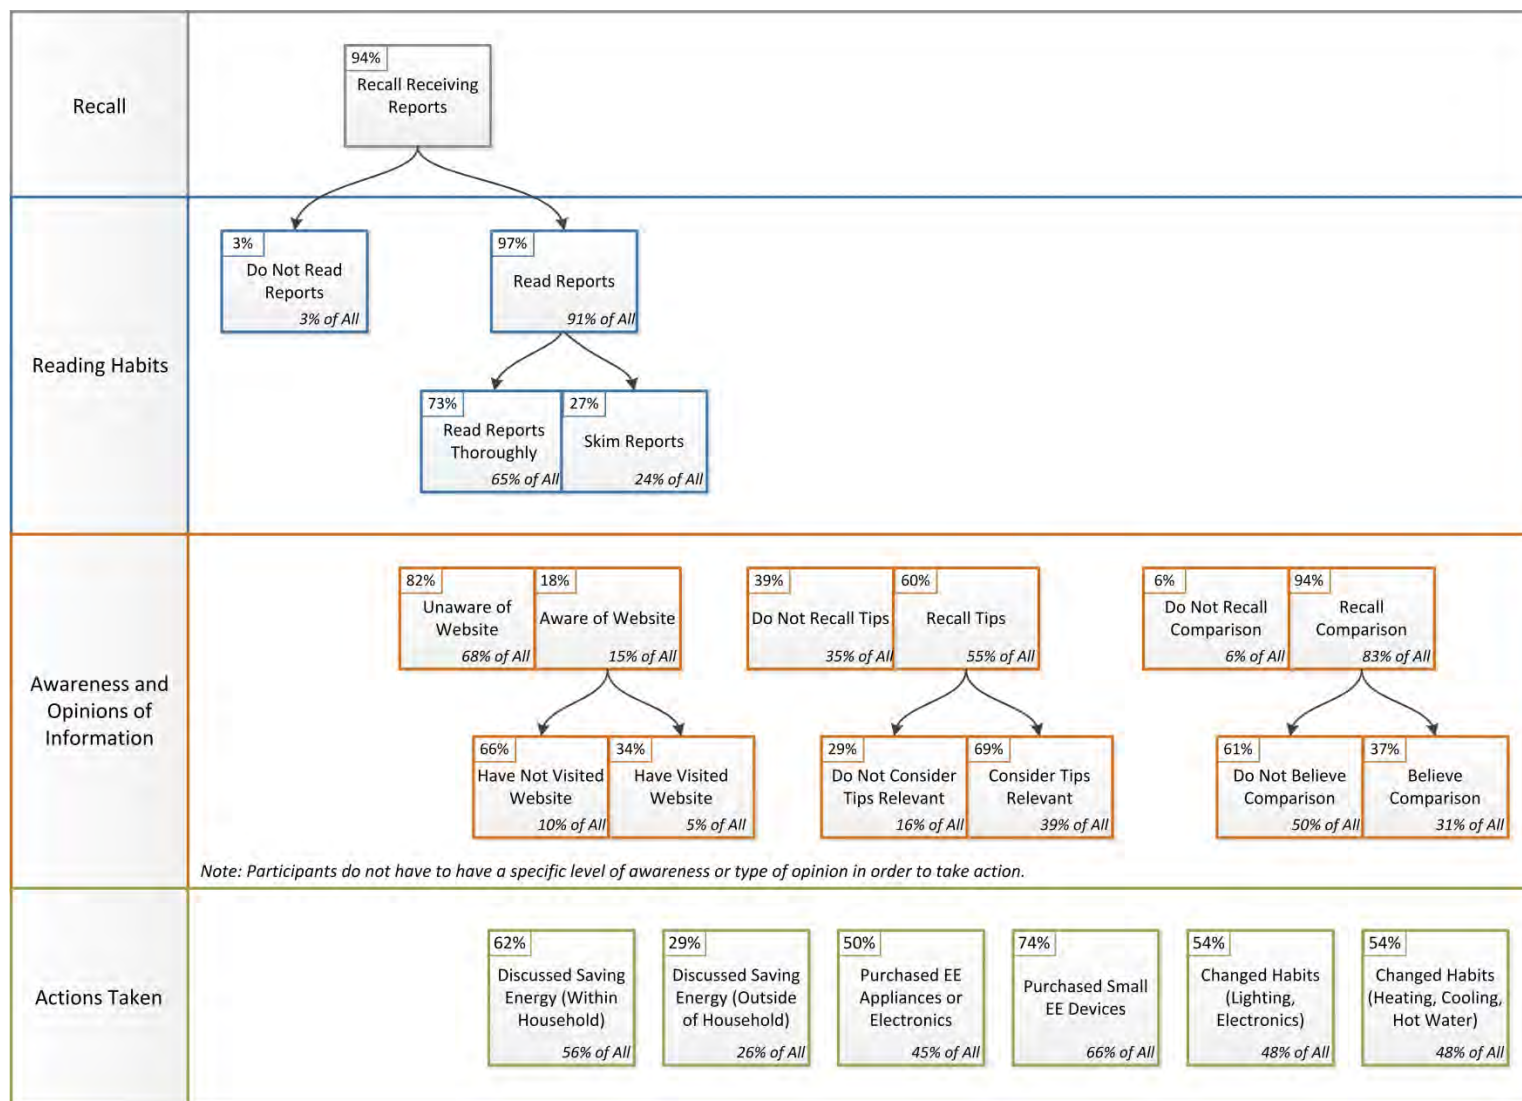 Recall
94%
Recall Receiving
Reports
Reading Habits
3%
Do Not Read
Reports
3% of All
97%
Read Reports
91% of All
73%
Read Reports
Thoroughly
65% of All
27%
Skim Reports
24% of All
Awareness and
Opinions of
Information
82%
Unaware of
Website
68% of All
18%
Aware of Website
15% of All
39%
Do Not Recall Tips
35% of All
60%
Recall Tips
55% of All
6%
Do Not Recall
Comparison
6% of All
94%
Recall
Comparison
83% of All
66%
Have Not Visited
Website
10% of All
34%
Have Visited
Website
5% of All
29%
Do Not Consider
Tips Relevant
16% of All
69%
Consider Tips
Relevant
39% of All
61%
Do Not Believe
Comparison
50% of All
37%
Believe
Comparison
31% of All
Note: Participants do not have to have a specific level of awareness or type of opinion in order to take action.
Actions Taken
62%
Discussed Saving
Energy (Within
Household)
56% of All
29%
Discussed Saving
Energy (Outside
of Household)
26% of All
50%
Purchased EE
Appliances or
Electronics
45% of All
74%
Purchased Small
EE Devices
66% of All
54%
Changed Habits
(Lighting,
Electronics)
48% of All
54%
Changed Habits
(Heating, Cooling,
Hot Water)
48% of All